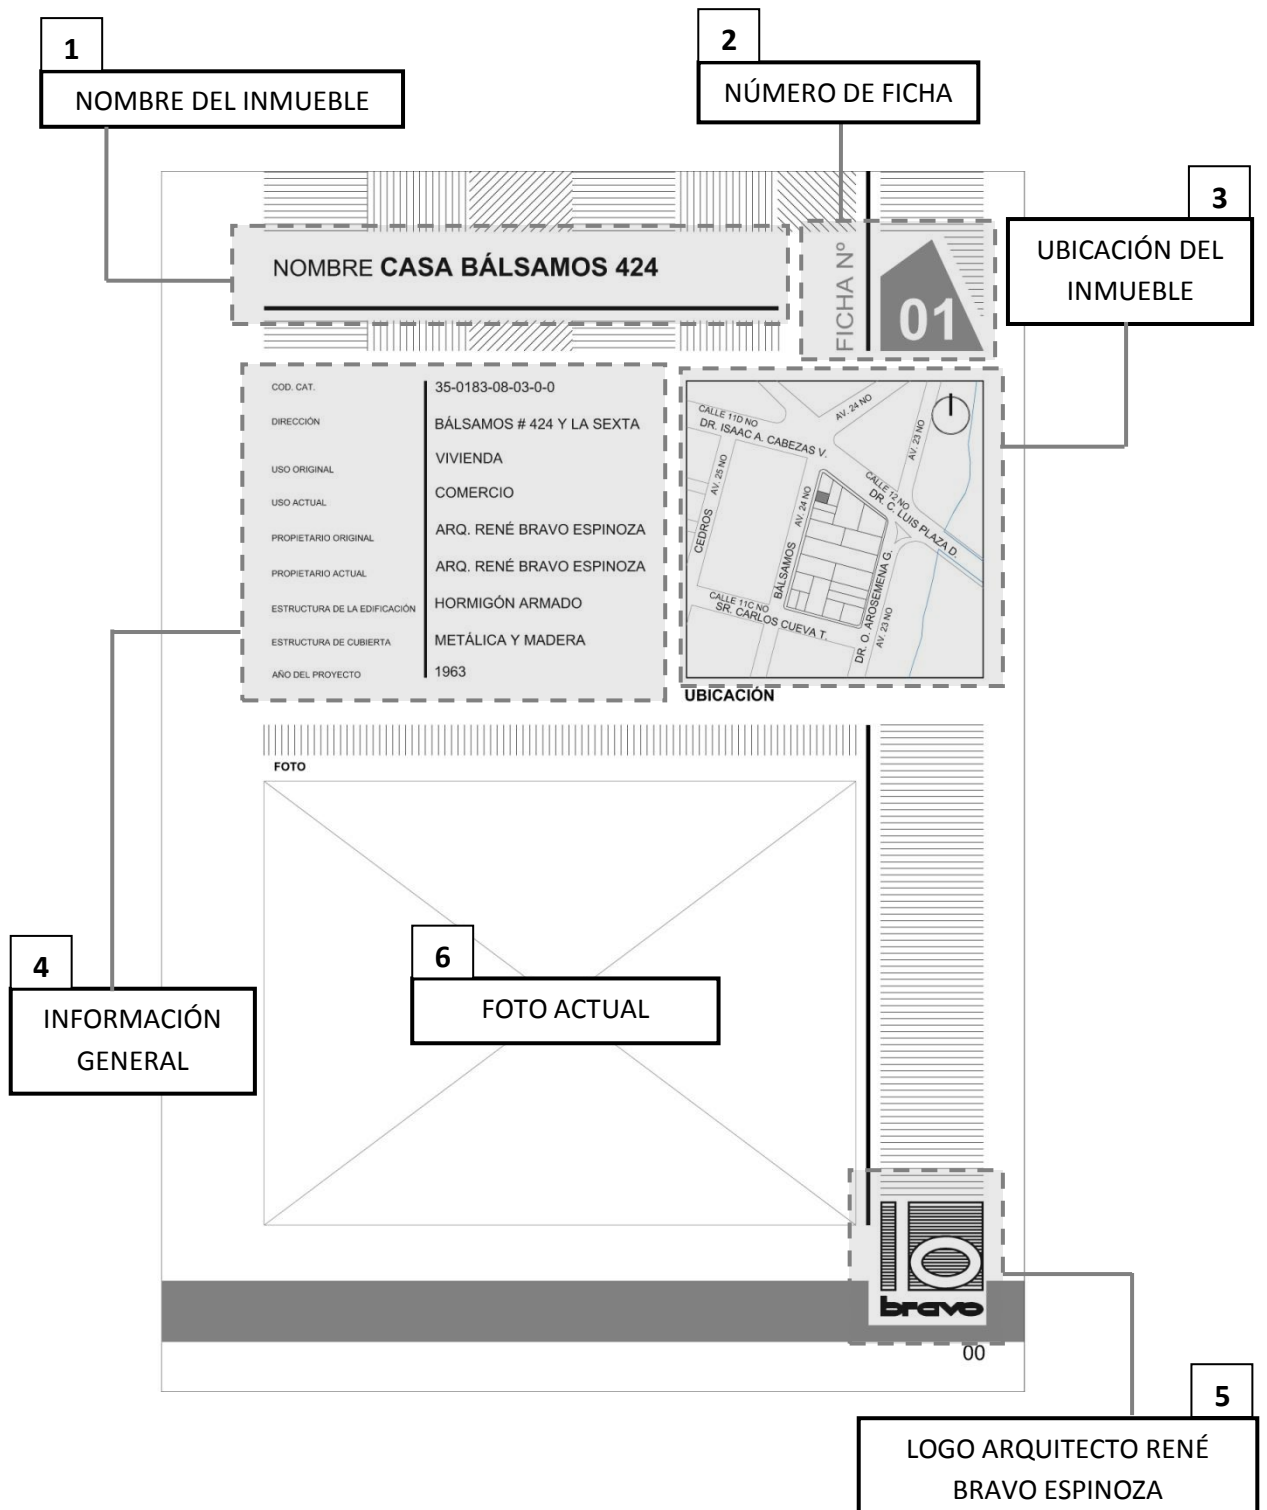 1
NOMBRE DEL INMUEBLE
2
NÚMERO DE FICHA
3
UBICACIÓN DEL
INMUEBLE
NOMBRE CASA BÁLSAMOS 424
FICHA Nº
01
COD. CAT. 35-0183-08-03-0-0
DIRECCIÓN BÁLSAMOS # 424 Y LA SEXTA
USO ORIGINAL VIVIENDA
USO ACTUAL COMERCIO
PROPIETARIO ORIGINAL ARQ. RENÉ BRAVO ESPINOZA
PROPIETARIO ACTUAL ARQ. RENÉ BRAVO ESPINOZA
ESTRUCTURA DE LA EDIFICACIÓN HORMIGÓN ARMADO
ESTRUCTURA DE CUBIERTA METÁLICA Y MADERA
AÑO DEL PROYECTO 1963
CALLE 11D NO
DR. ISAAC A. CABEZAS V.
AV. 24 NO
AV. 23 NO
CEDROS
AV. 25 NO
BÁLSAMOS
AV. 24 NO
CALLE 12 NO
DR. C. LUIS PLAZA D.
CALLE 11C NO
SR. CARLOS CUEVA T.
DR. O. AROSEMENA G.
AV. 23 NO
UBICACIÓN
FOTO
4
INFORMACIÓN
GENERAL
6
FOTO ACTUAL
bravo
00
5
LOGO ARQUITECTO RENÉ
BRAVO ESPINOZA